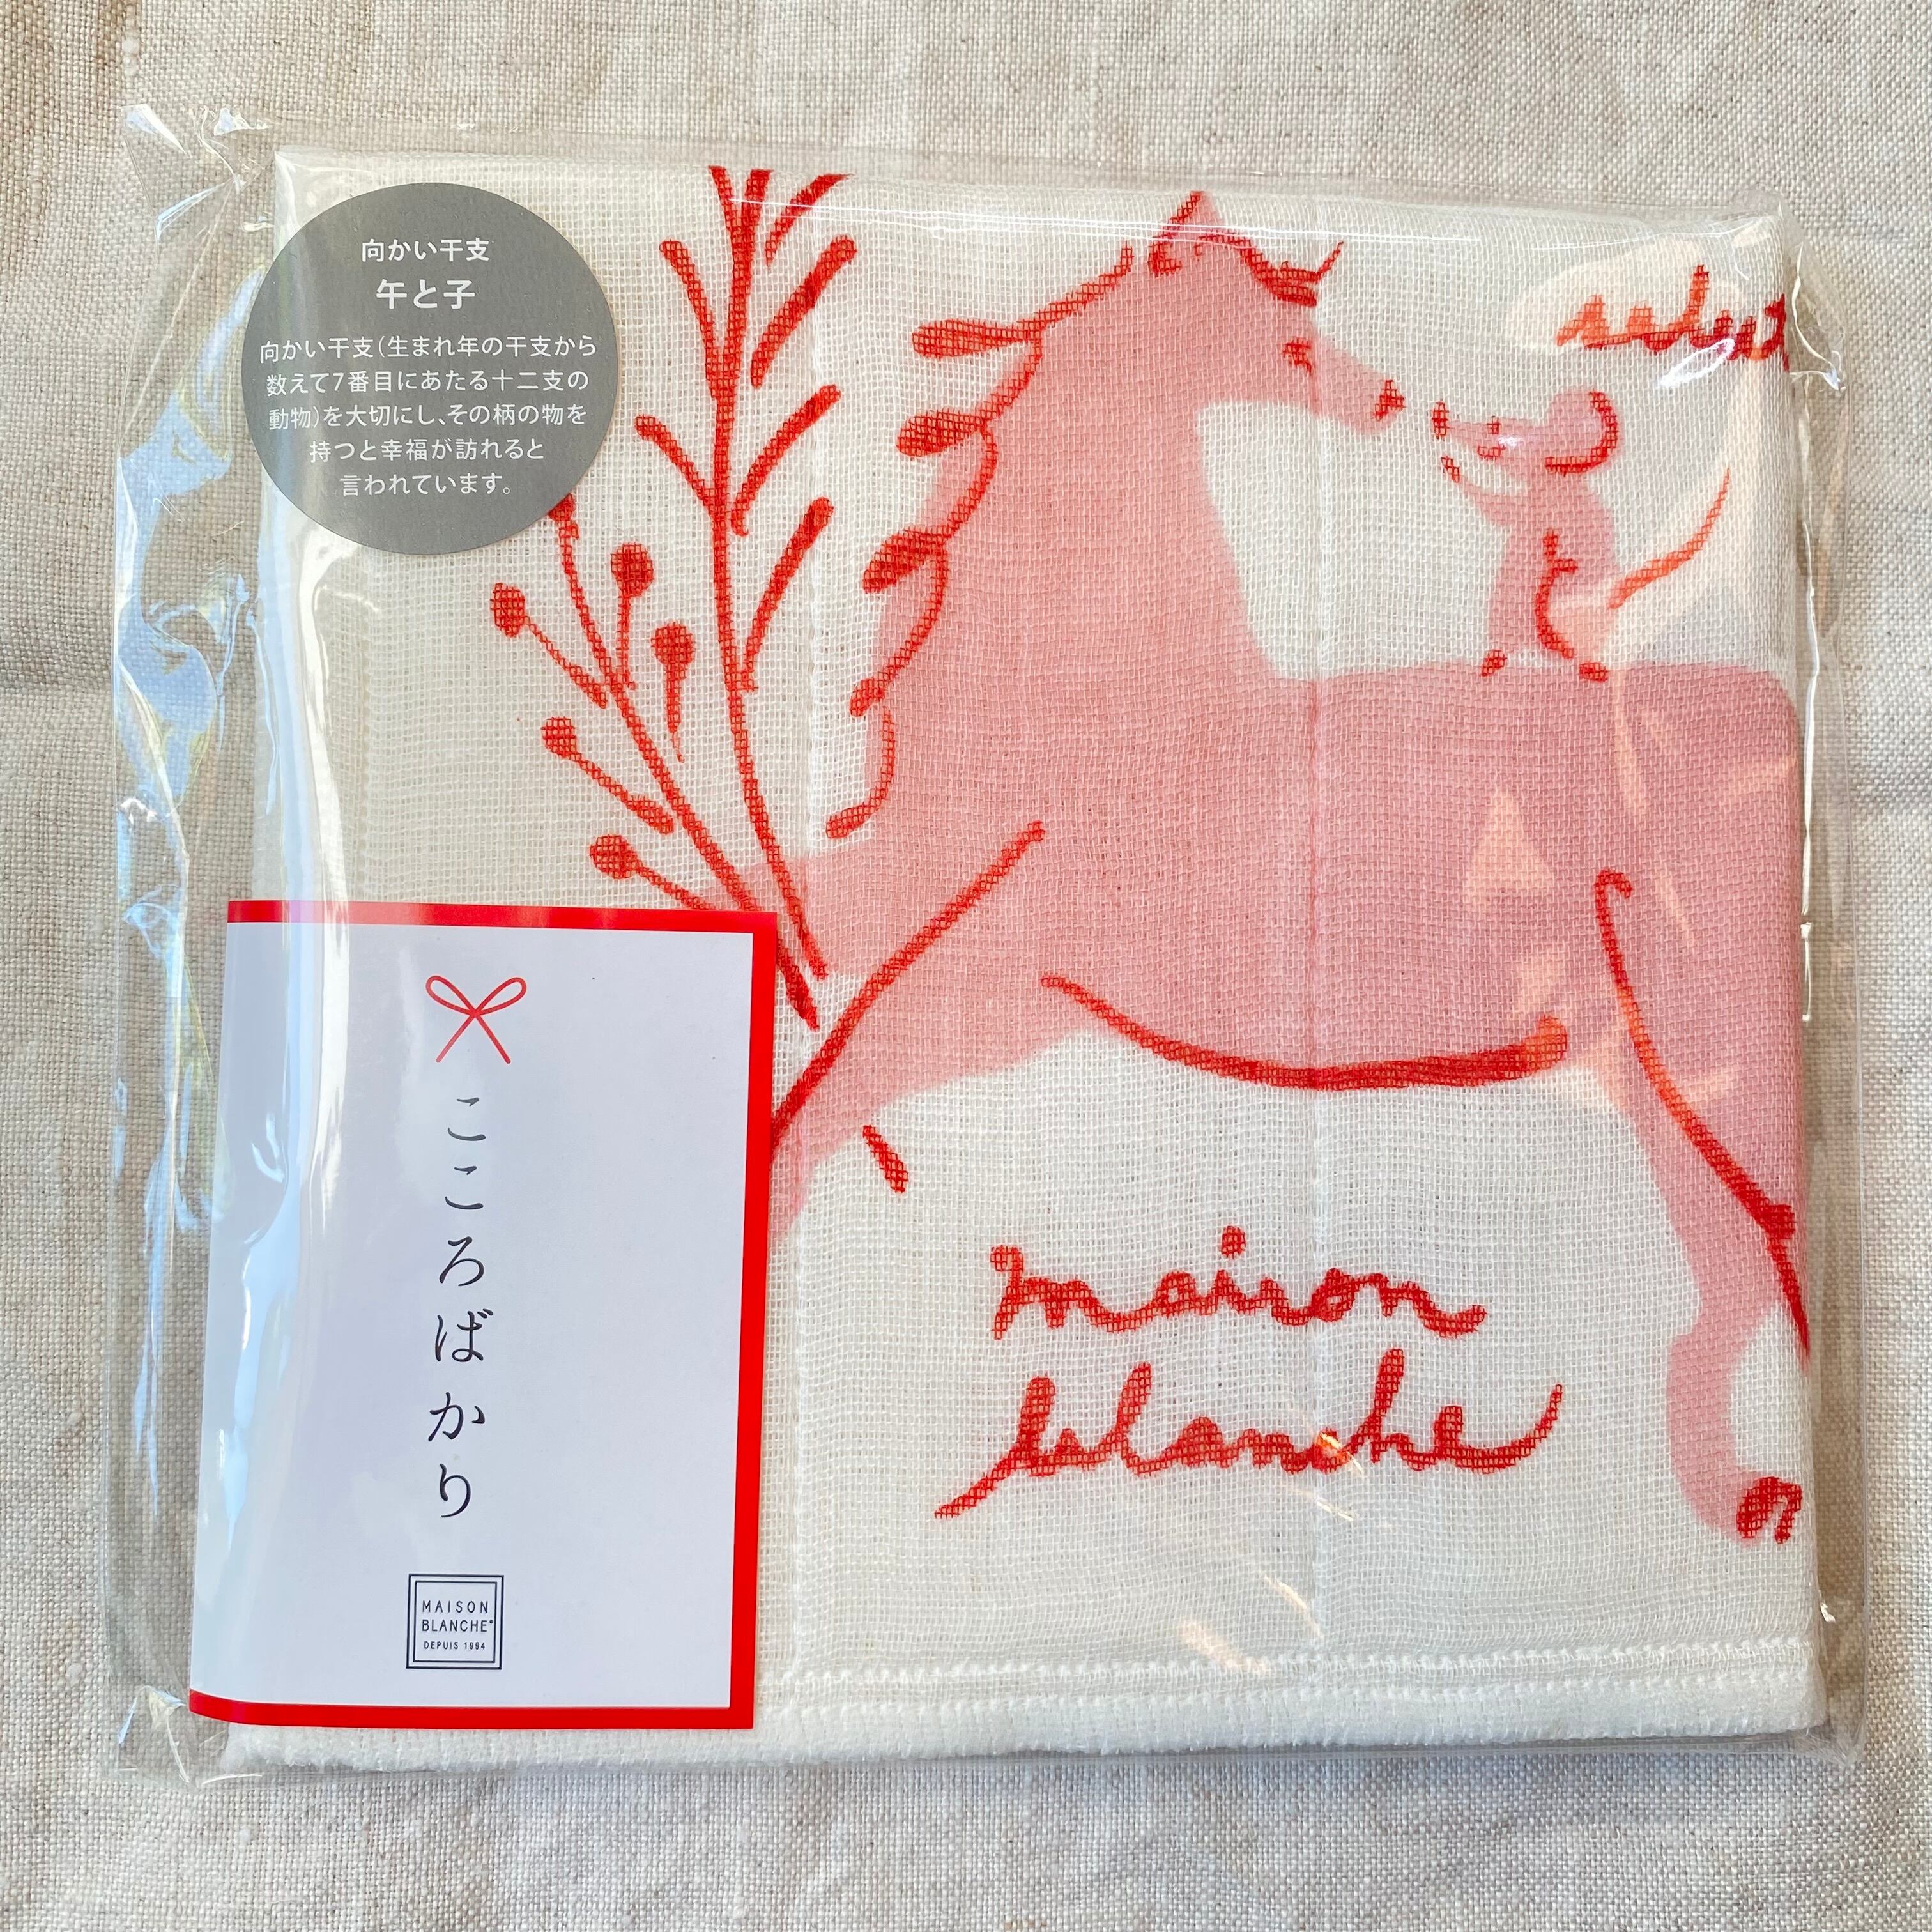 向かい干支
午と子
向かい干支(生まれ年の干支から
数えて7番目にあたる十二支の
動物)を大切にし、その柄の物を
持つと幸福が訪れると
言われています。
salut
こころばかり
MAISON
BLANCHE®
DEPUIS 1994
maison
blanche